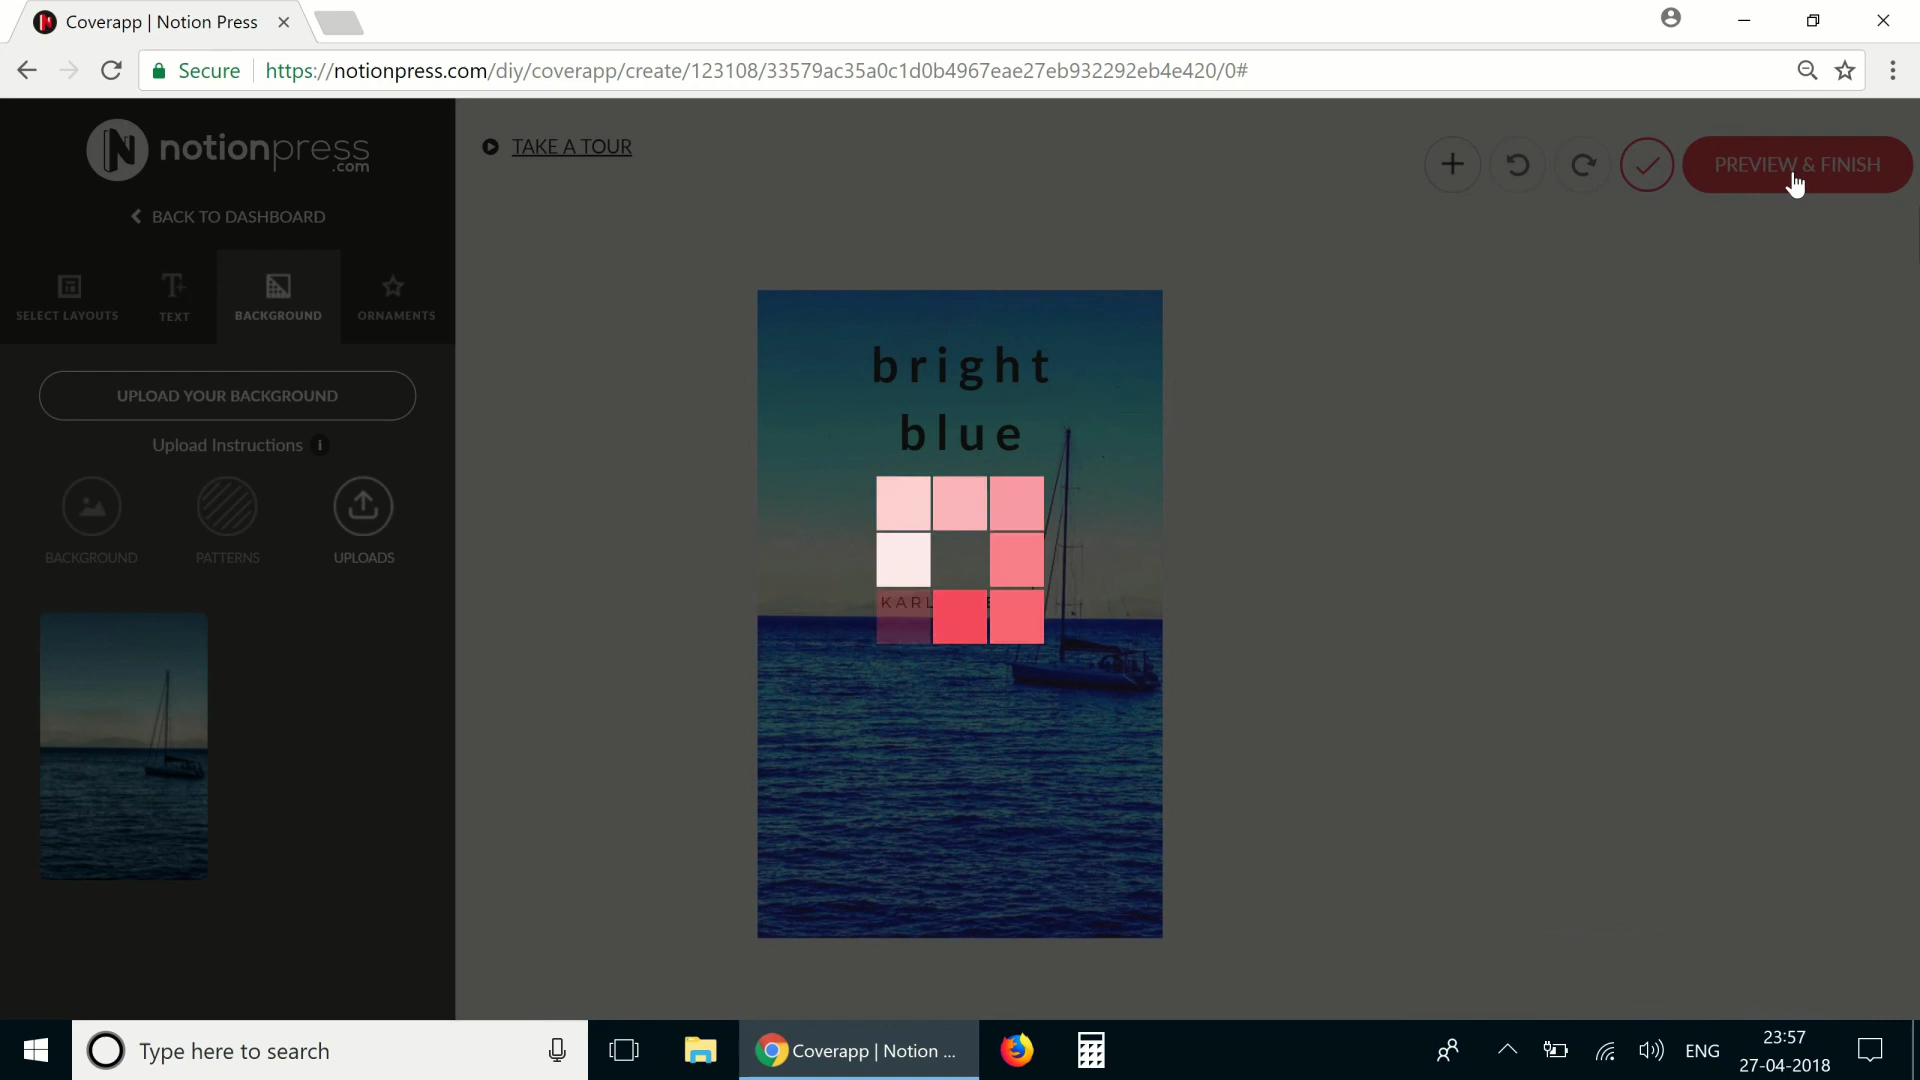 Coverapp | Notion Press
Secure
https://notionpress.com/diy/coverapp/create/123108/33579ac35a0c1d0b4967eae27eb932292eb4e420/0#
notionpress
.com
TAKE A TOUR
PREVIEW & FINISH
BACK TO DASHBOARD
SELECT LAYOUTS
TEXT
BACKGROUND
ORNAMENTS
UPLOAD YOUR BACKGROUND
Upload Instructions i
BACKGROUND
PATTERNS
UPLOADS
bright
blue
Type here to search
Coverapp | Notion ...
ENG
23:57
27-04-2018